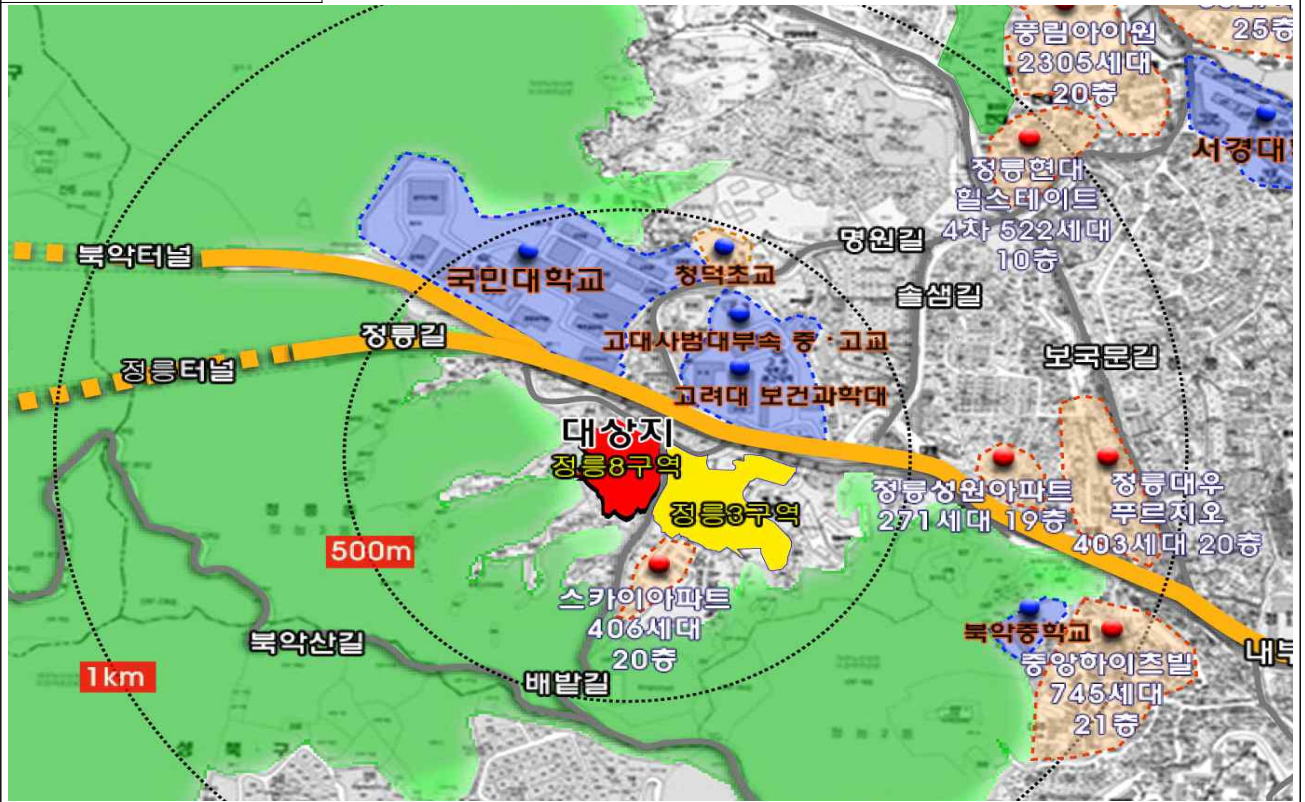 25층
풍림아이원
2305세대
20층
서경대
정릉현대
힐스테이트
4차 522세대
10층
명원길
북악터널
국민대학교
청덕초교
솔샘길
정릉길
고대사범대부속 중·고교
보국문길
정릉터널
고려대 보건과학대
대상지
정릉8구역
정릉성원아파트
271세대 19층
정릉대우
푸르지오
403세대 20층
정릉3구역
500m
스카이아파트
406세대
20층
북악산길
북악중학교
중앙하이츠빌
745세대
21층
내부
1km
배밭길
성북구